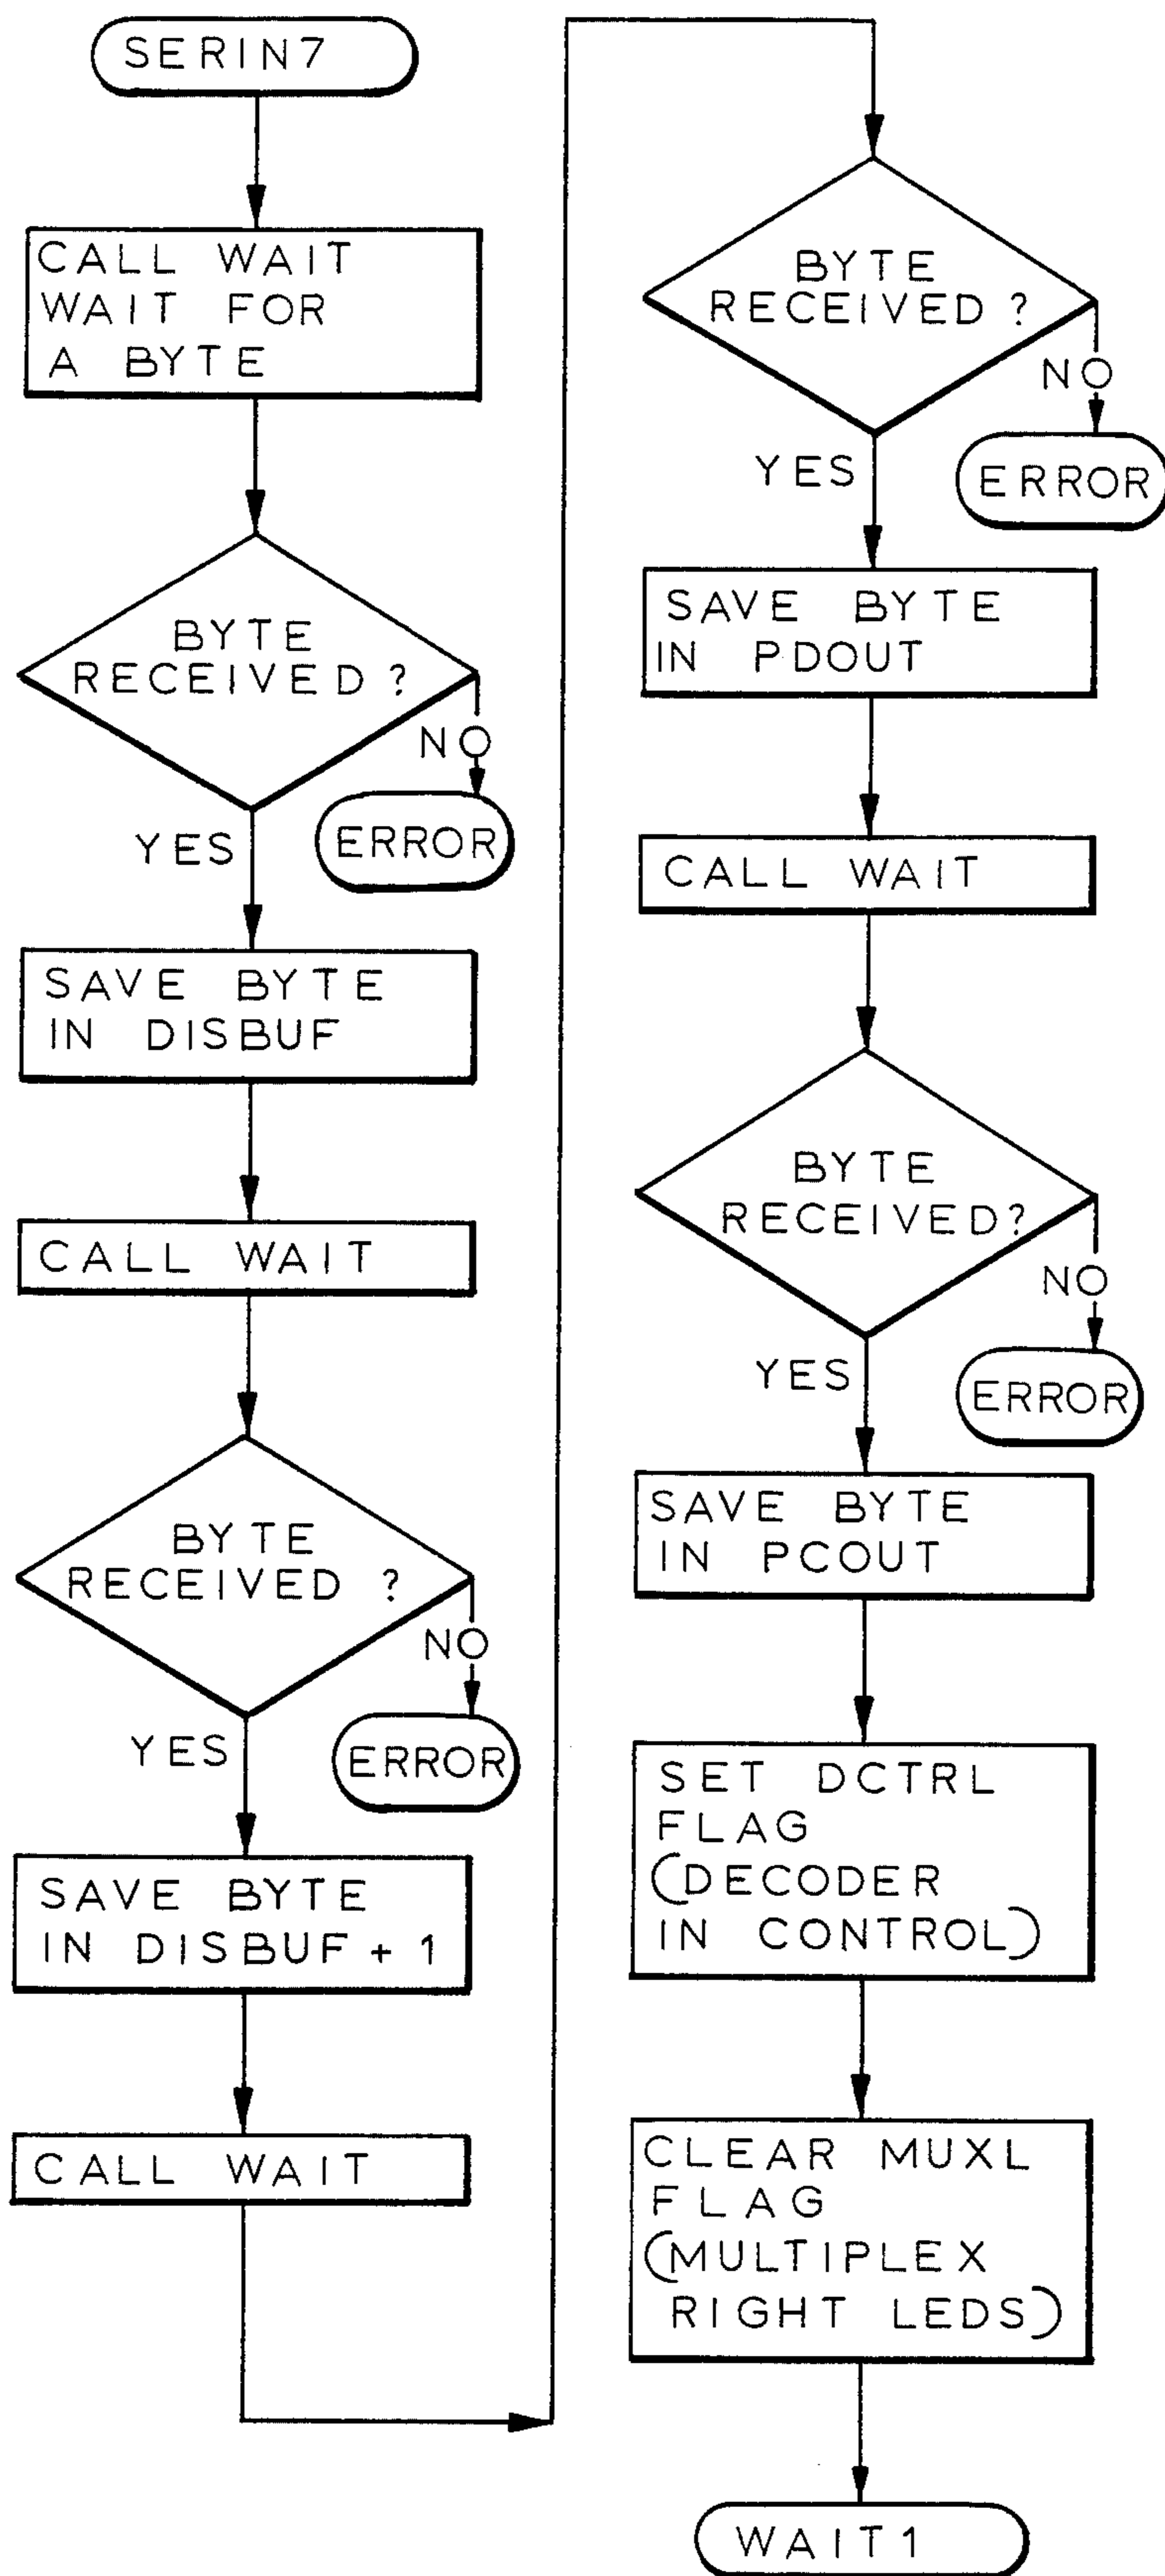 SERIN7
CALL WAIT
WAIT FOR
A BYTE
BYTE
RECEIVED ?
NO
ERROR
YES
SAVE BYTE
IN DISBUF
CALL WAIT
BYTE
RECEIVED ?
NO
ERROR
YES
SAVE BYTE
IN DISBUF + 1
CALL WAIT
BYTE
RECEIVED ?
NO
ERROR
YES
SAVE BYTE
IN PDOUT
CALL WAIT
BYTE
RECEIVED?
NO
ERROR
YES
SAVE BYTE
IN PCOUT
SET DCTRL
FLAG
(DECODER
IN CONTROL)
CLEAR MUXL
FLAG
(MULTIPLEX
RIGHT LEDS)
WAIT1